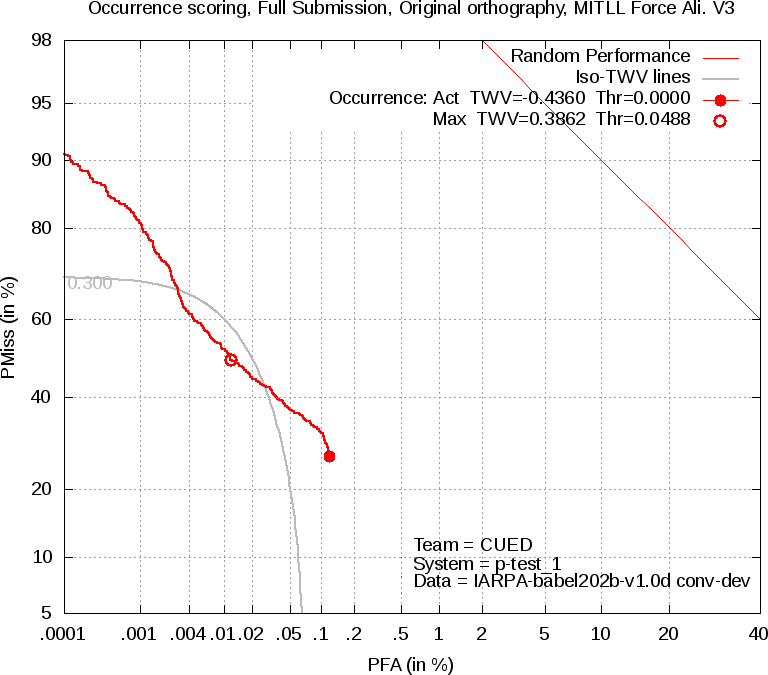 Occurrence scoring, Full Submission, Original orthography, MITLL Force Ali. V3
98
Random Performance
Iso-TWV lines
Occurrence: Act TWV=-0.4360 Thr=0.0000
Max TWV=0.3862 Thr=0.0488
95
90
80
0.300
60
40
20
10
5
PMiss (in %)
Team = CUED
System = p-test_1
Data = IARPA-babel202b-v1.0d conv-dev
.0001 .001 .004 .01 .02 .05 .1 .2 .5 1 2 5 10 20 40
PFA (in %)